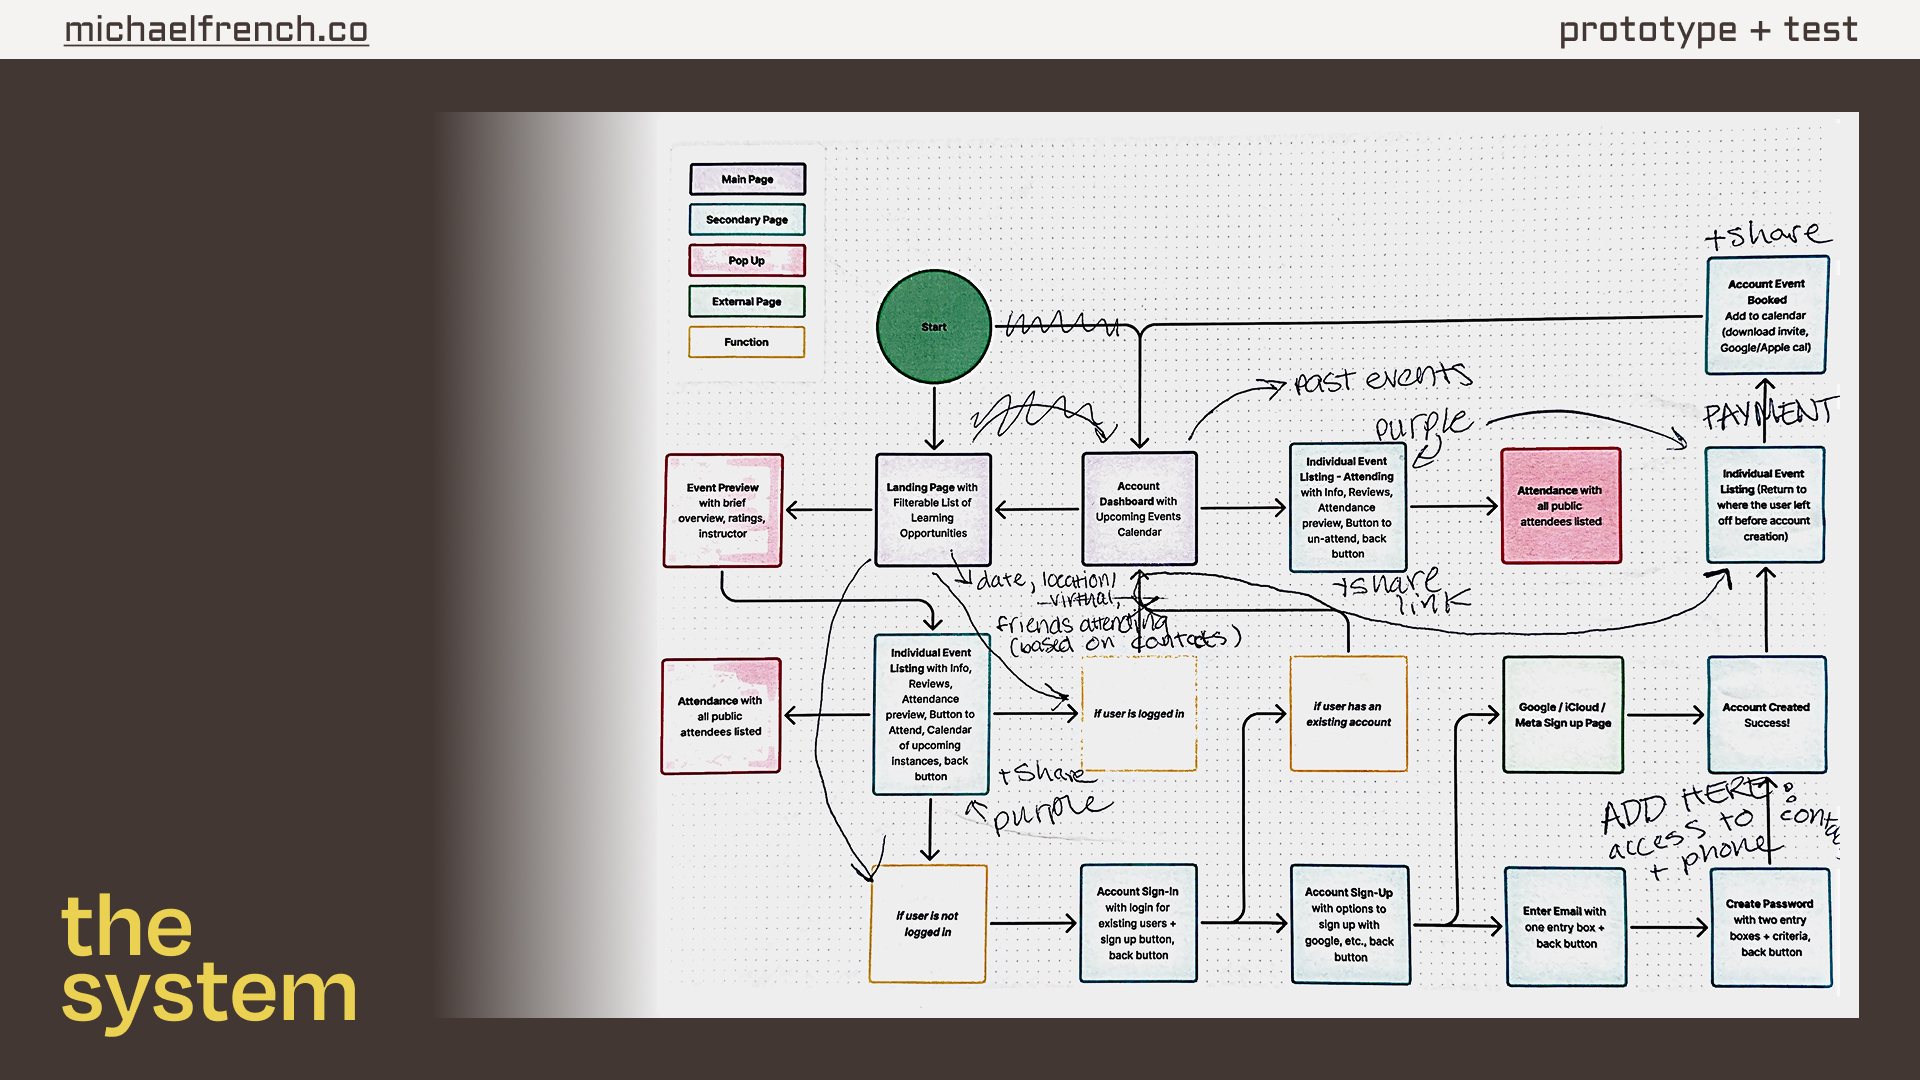 michaelfrench.co
prototype + test
Main Page
Secondary Page
Pop Up
External Page
Function
+share
Account Event
Booked
Add to calendar
(download invite,
Google/Apple cal)
Start
past events
purple
PAYMENT
Event Preview
with brief
overview, ratings,
instructor
Landing Page with
Filterable List of
Learning
Opportunities
Account
Dashboard with
Upcoming Events
Calendar
Individual Event
Listing - Attending
with Info, Reviews,
Attendance
preview, Button to
un-attend, back
button
Attendance with
all public
attendees listed
Individual Event
Listing (Return to
where the user left
off before account
creation)
date, location,
virtual,
friends attending
(based on contacts)
+share
link
Attendance with
all public
attendees listed
Individual Event
Listing with Info,
Reviews,
Attendance
preview, Button to
Attend, Calendar
of upcoming
instances, back
button
If user is logged in
if user has an
existing account
Google / iCloud /
Meta Sign up Page
Account Created
Success!
+share
purple
ADD HERE:
access to
+ phone
If user is not
logged in
Account Sign-In
with login for
existing users +
sign up button,
back button
Account Sign-Up
with options to
sign up with
google, etc., back
button
Enter Email with
one entry box +
back button
Create Password
with two entry
boxes + criteria,
back button
the
system